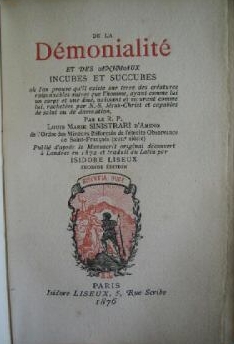 DE LA
Démonialité
ET DES ANIMAUX
INCUBES ET SUCCUBES
où l'on prouve qu'il existe sur terre des créatures
raisonnables autres que l'homme, ayant comme lui
un corps et une âme, naissant et mourant comme
lui, rachetées par N.-S. Jésus-Christ et capables
de salut ou de damnation,
PAR LE R. P.
LOUIS MARIE SINISTRARI D'AMENO
de l'Ordre des Mineurs Réformés de l'étroite Observance
de Saint-François (XVIIe siècle)
Publié d'après le Manuscrit original découvert
à Londres en 1872 et traduit du Latin par
ISIDORE LISEUX
SECONDE ÉDITION
PARIS
Isidore LISEUX, 5, Rue Scribe
1876